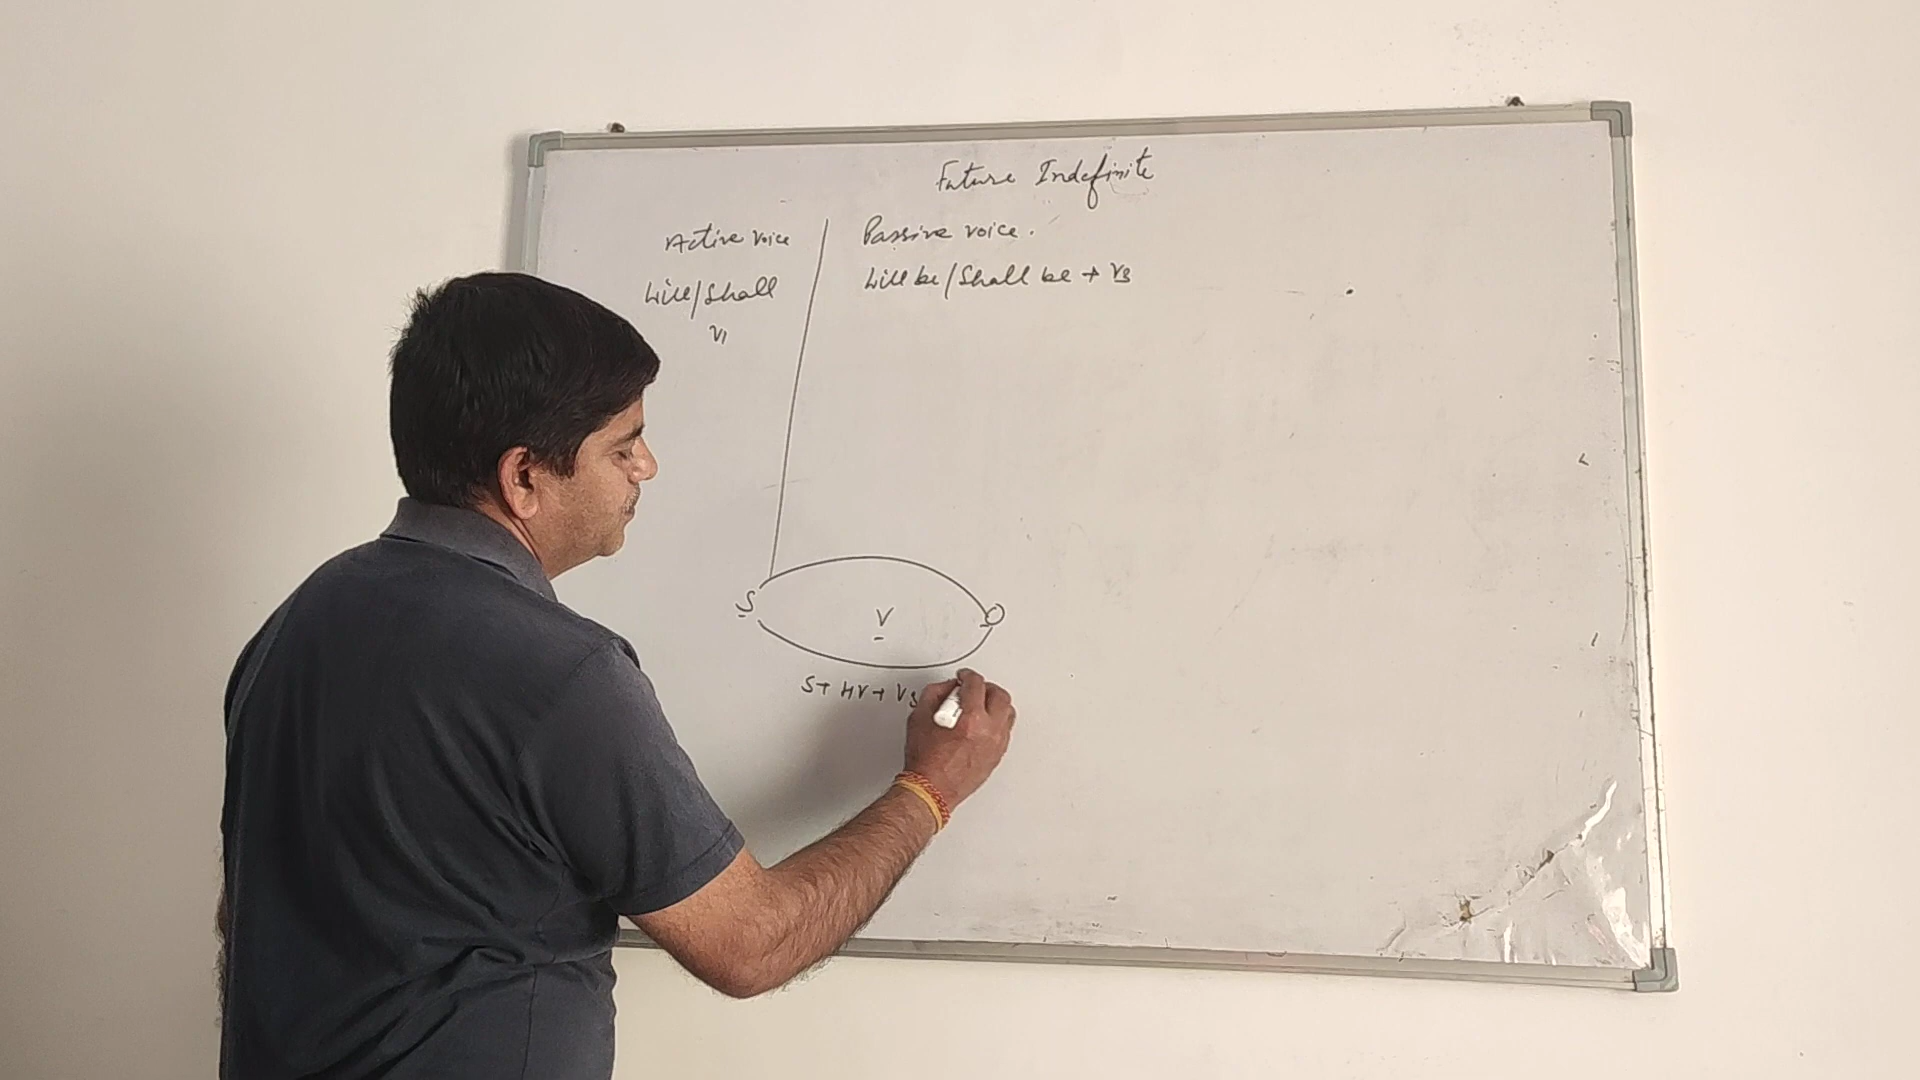 Future Indefinite
Active Voice
Passive voice.
Will/Shall
Will be/Shall be + V3
V1
S V O
S+ HV+ V3